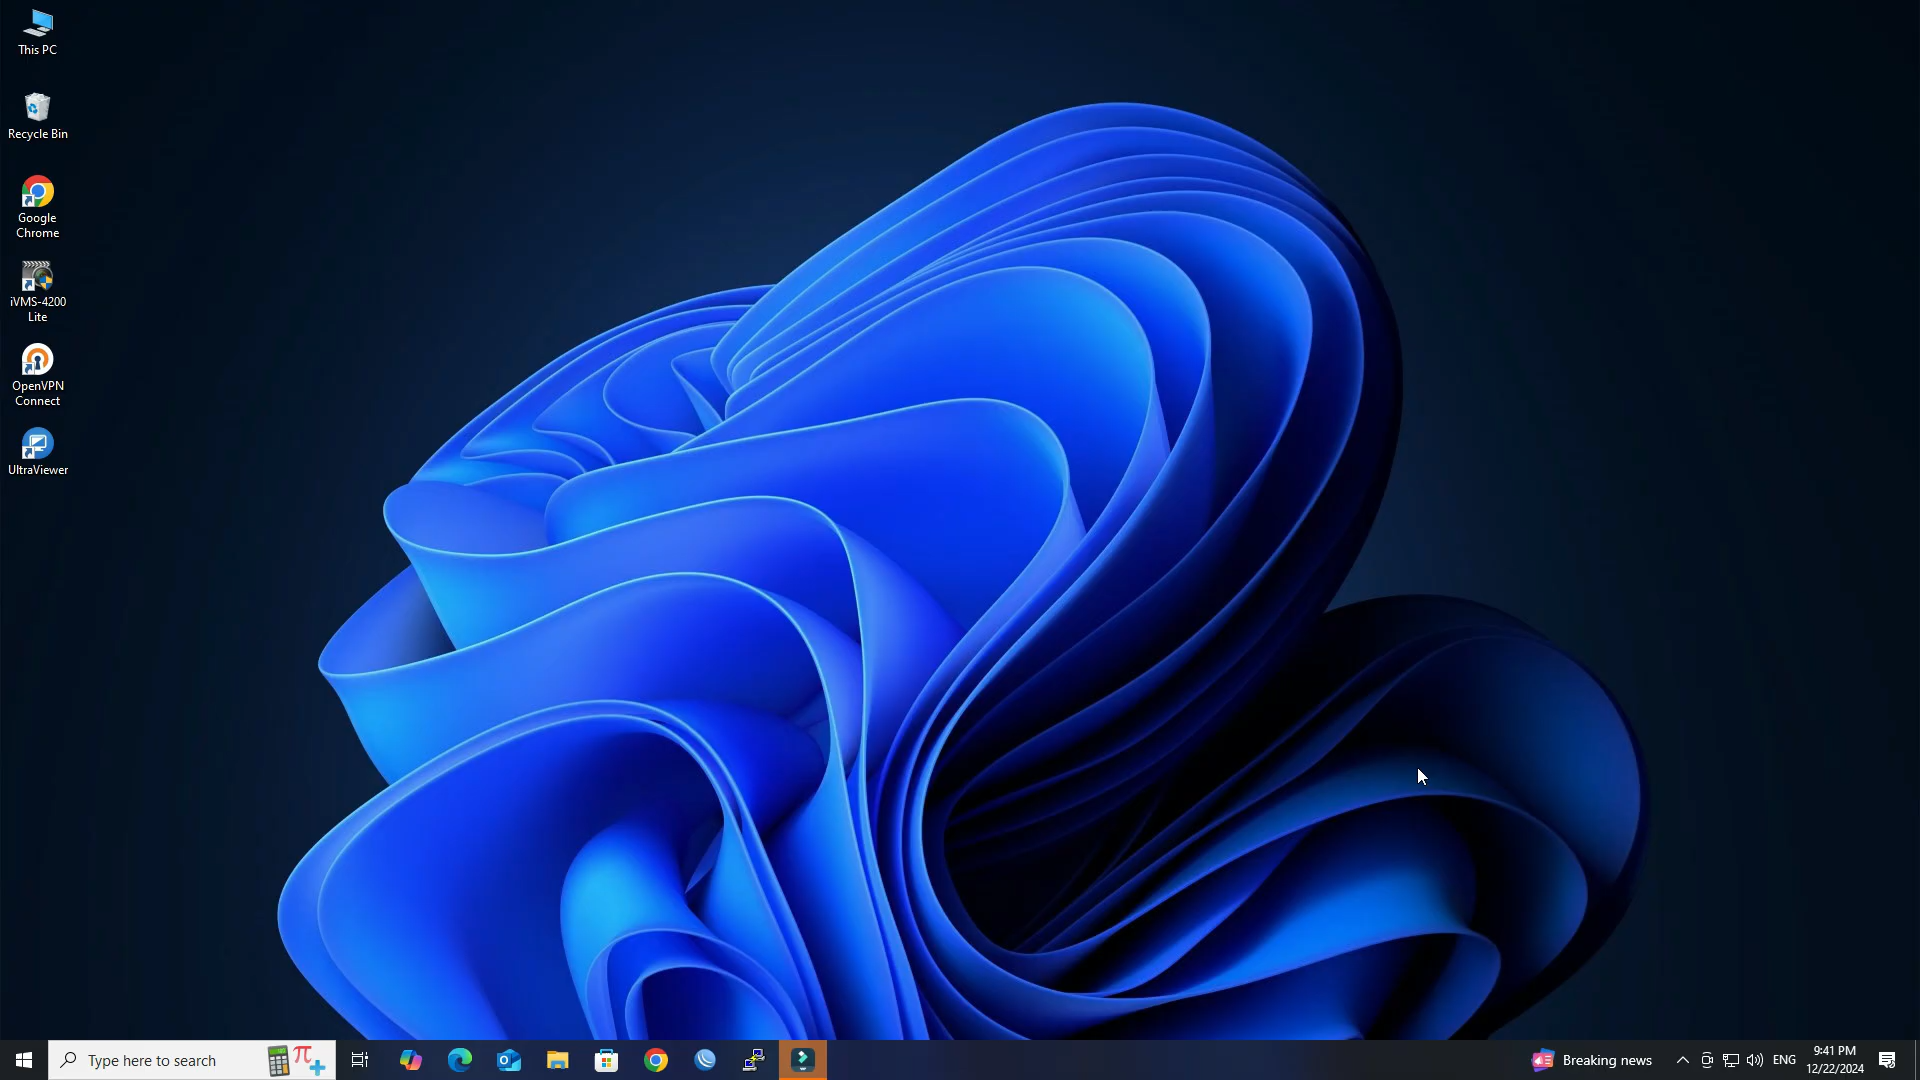 This PC
Recycle Bin
Google
Chrome
iVMS-4200
Lite
OpenVPN
Connect
UltraViewer
Type here to search
Breaking news
ENG
9:41 PM
12/22/2024